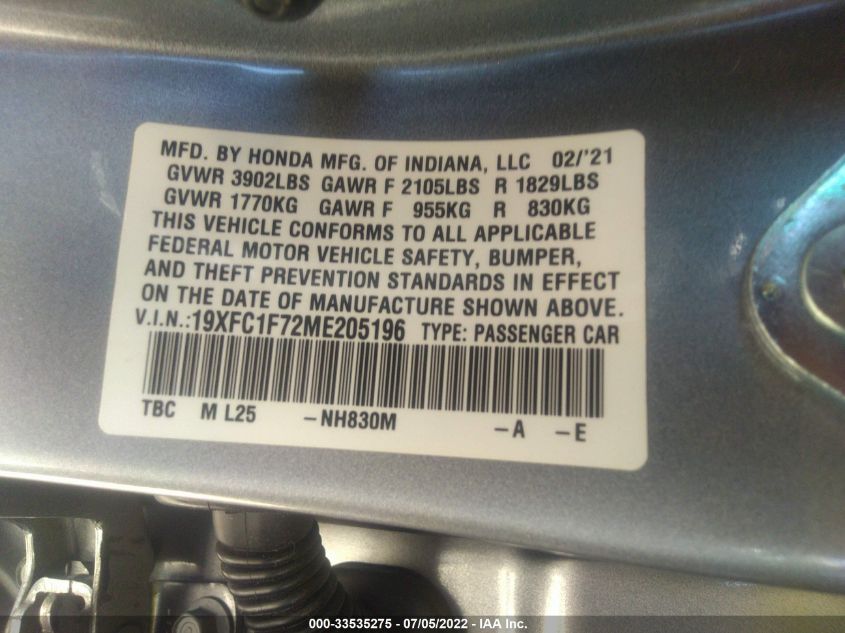 MFD. BY HONDA MFG. OF INDIANA, LLC 02/'21
GVWR 3902LBS GAWR F 2105LBS R 1829LBS
GVWR 1770KG GAWR F 955KG R 830KG
THIS VEHICLE CONFORMS TO ALL APPLICABLE
FEDERAL MOTOR VEHICLE SAFETY, BUMPER,
AND THEFT PREVENTION STANDARDS IN EFFECT
ON THE DATE OF MANUFACTURE SHOWN ABOVE.
V.I.N.:19XFC1F72ME205196 TYPE: PASSENGER CAR
TBC M L25 -NH830M -A -E
000-33535275 - 07/05/2022 - IAA Inc.